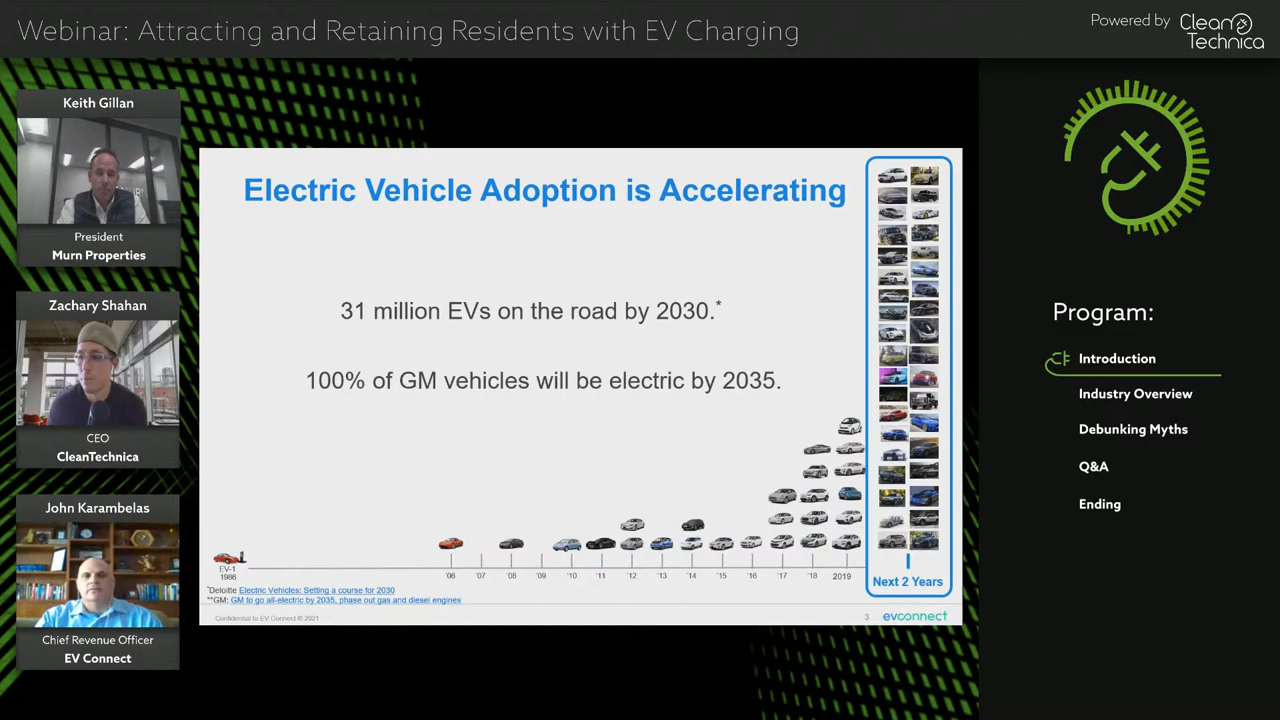 Webinar: Attracting and Retaining Residents with EV Charging
Powered by
Clean
Technica
Keith Gillan
President
Murn Properties
Zachary Shahan
CEO
CleanTechnica
John Karambelas
Chief Revenue Officer
EV Connect
Electric Vehicle Adoption is Accelerating
31 million EVs on the road by 2030.*
100% of GM vehicles will be electric by 2035.
EV-1
1986
'06 '07 '08 '09 '10 '11 '12 '13 '14 '15 '16 '17 '18 2019
Next 2 Years
*Deloitte Electric Vehicles: Setting a course for 2030
**GM: GM to go all-electric by 2035, phase out gas and diesel engines
Confidential to EV Connect © 2021
3
evconnect
Program:
Introduction
Industry Overview
Debunking Myths
Q&A
Ending